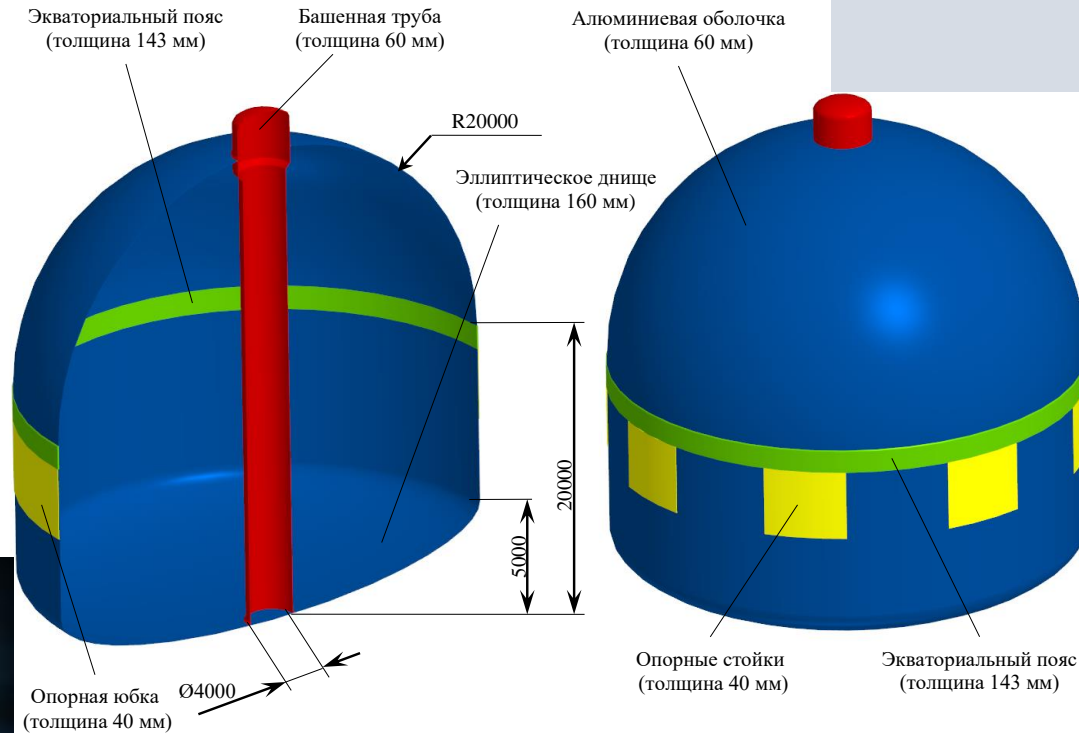 Экваториальный пояс
(толщина 143 мм)
Башенная труба
(толщина 60 мм)
Алюминиевая оболочка
(толщина 60 мм)
R20000
Эллиптическое днище
(толщина 160 мм)
20000
5000
Ø4000
Опорная юбка
(толщина 40 мм)
Опорные стойки
(толщина 40 мм)
Экваториальный пояс
(толщина 143 мм)